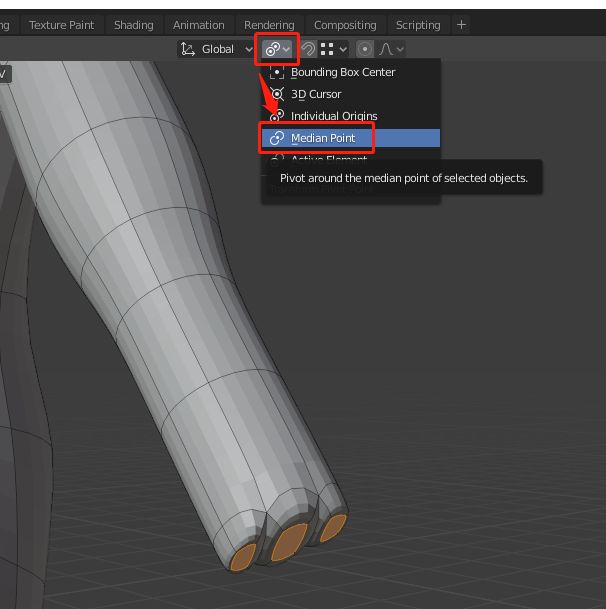 ng Texture Paint Shading Animation Rendering Compositing Scripting +
Global
V
Bounding Box Center
3D Cursor
Individual Origins
Median Point
Active Element
Pivot around the median point of selected objects.